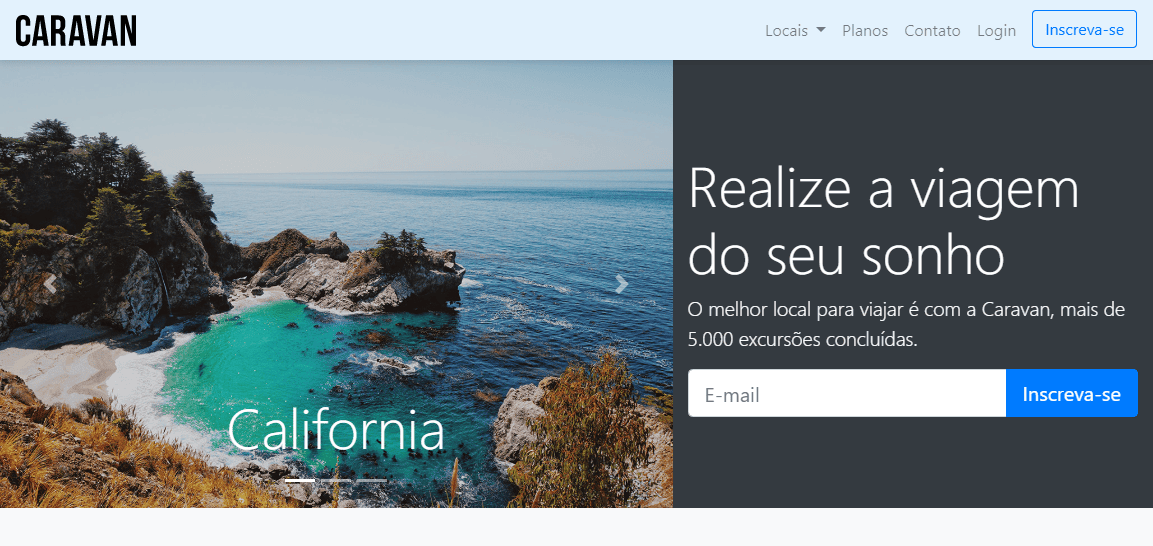 CARAVAN
Locais Planos Contato Login Inscreva-se
Realize a viagem
do seu sonho
O melhor local para viajar é com a Caravan, mais de
5.000 excursões concluídas.
E-mail Inscreva-se
California